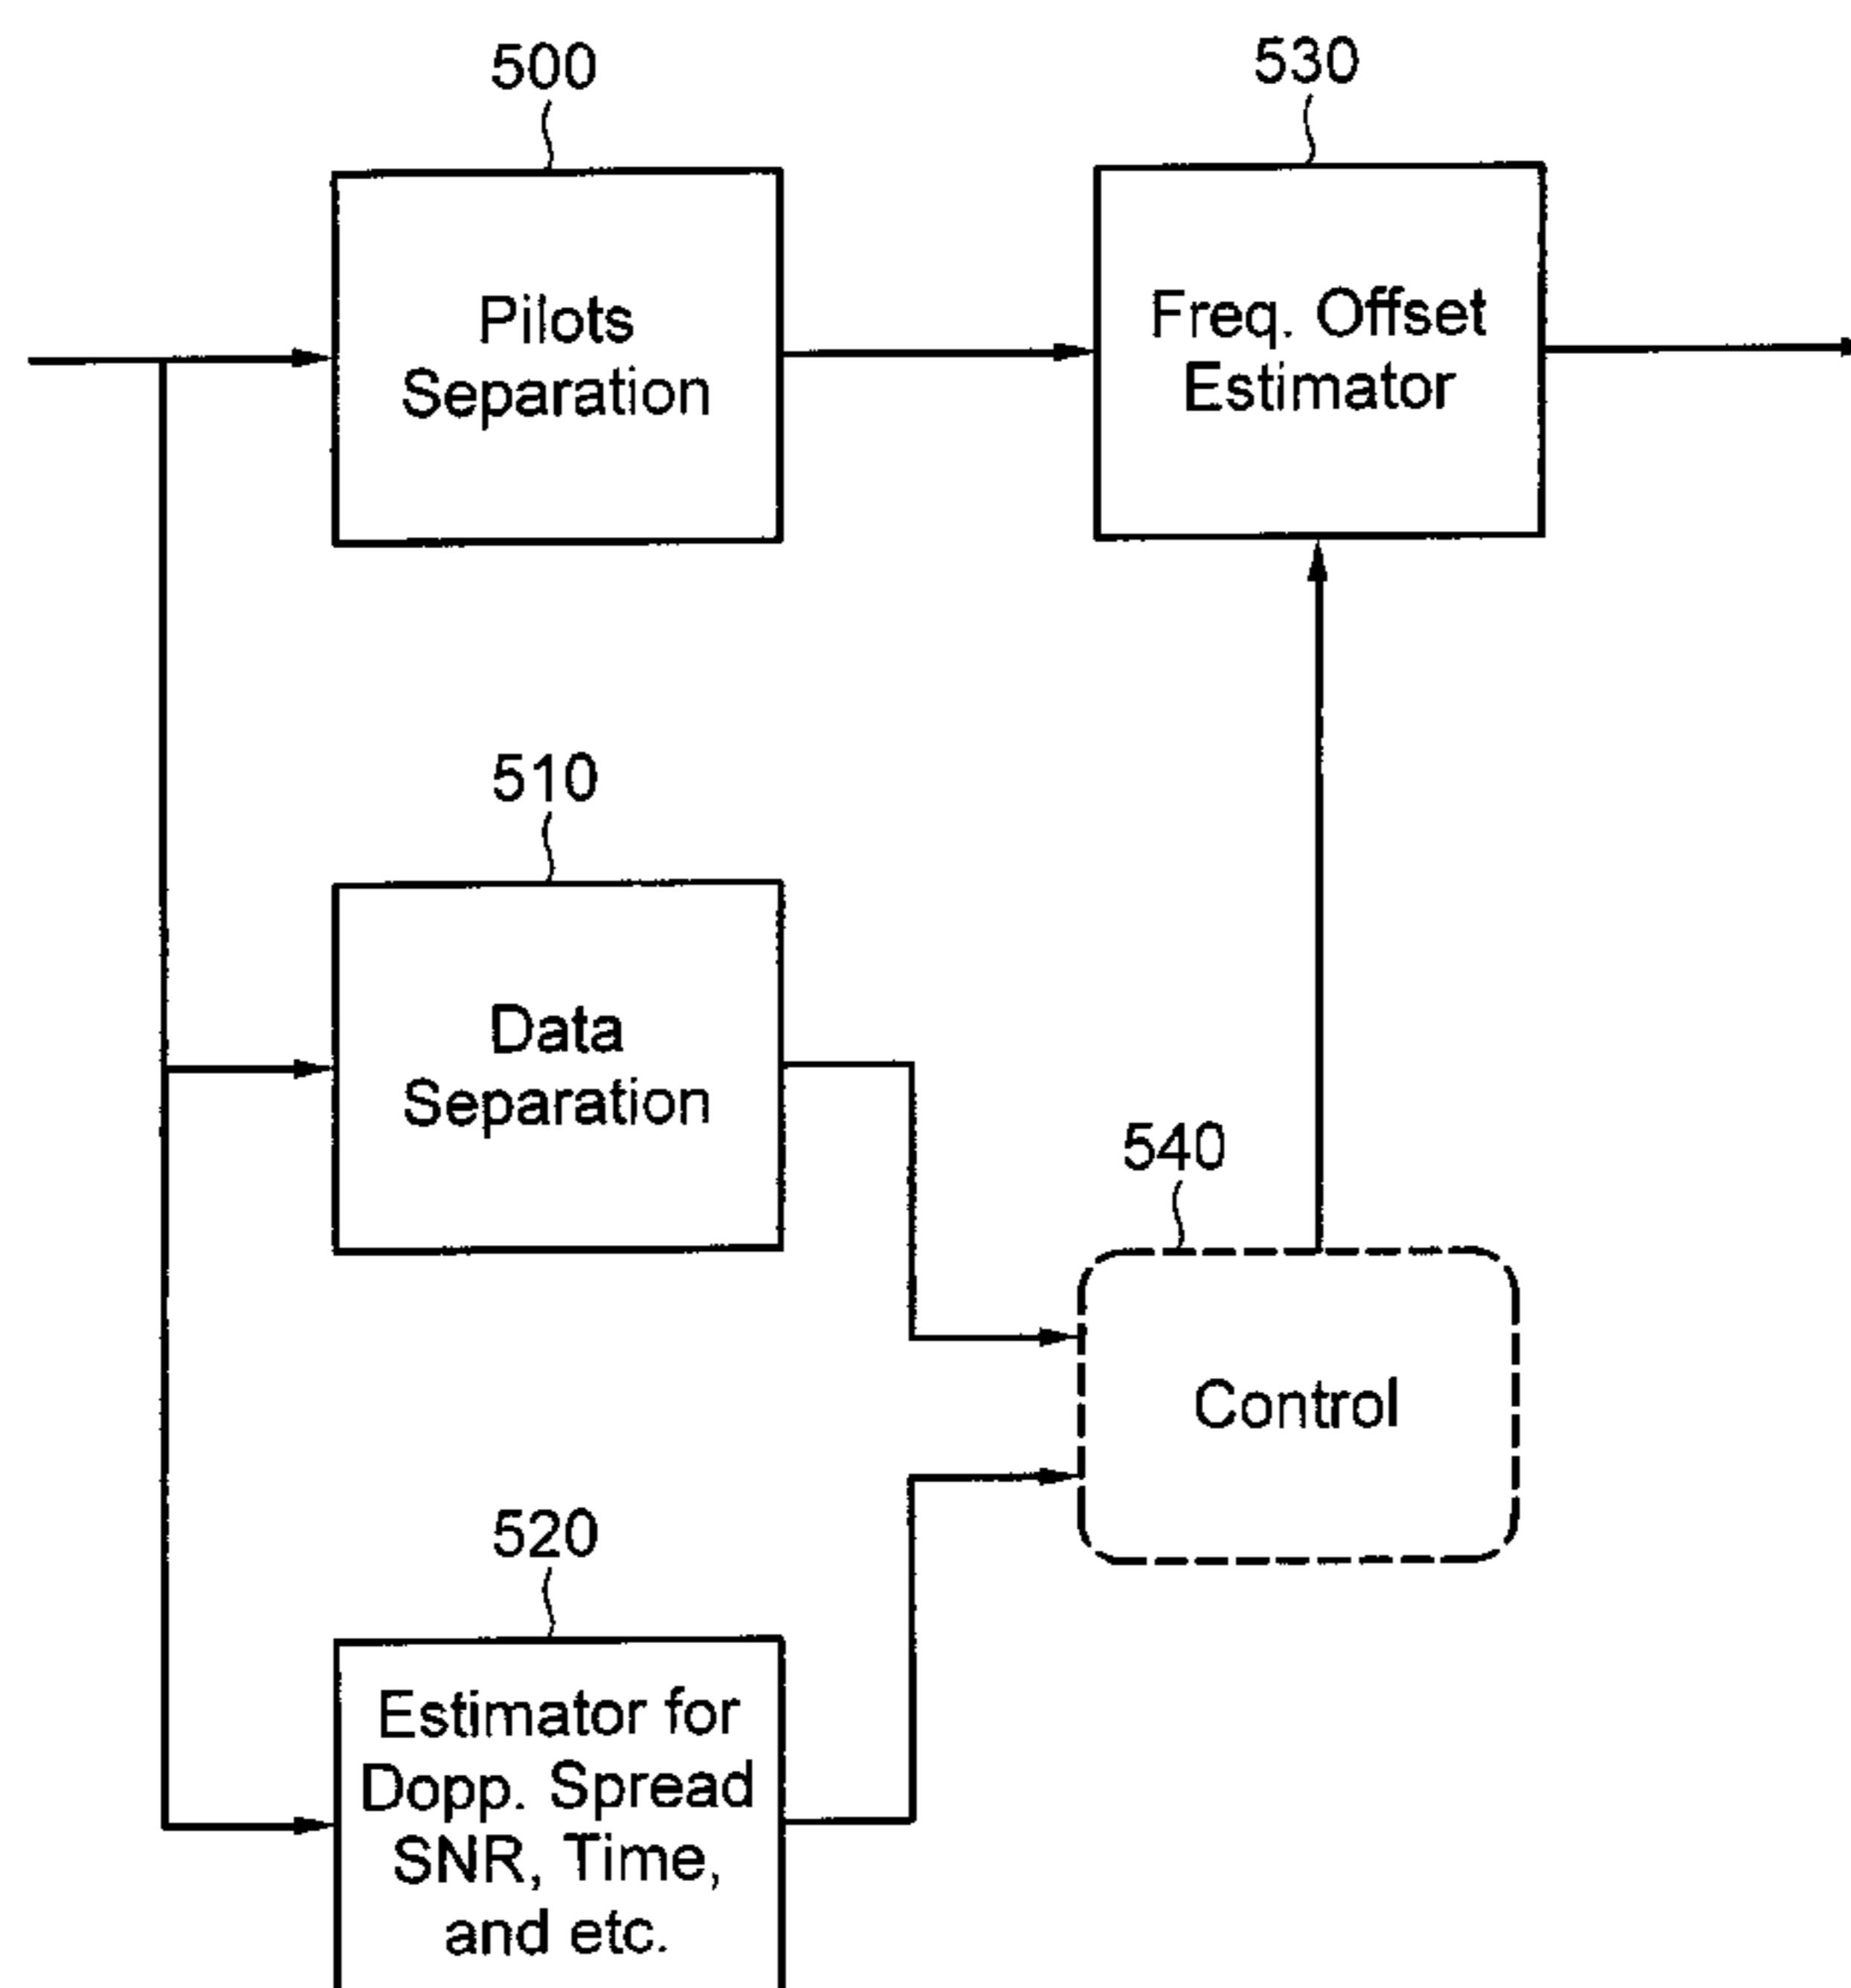 500
530
Pilots
Separation
Freq. Offset
Estimator
510
Data
Separation
540
Control
520
Estimator for
Dopp. Spread
SNR, Time,
and etc.